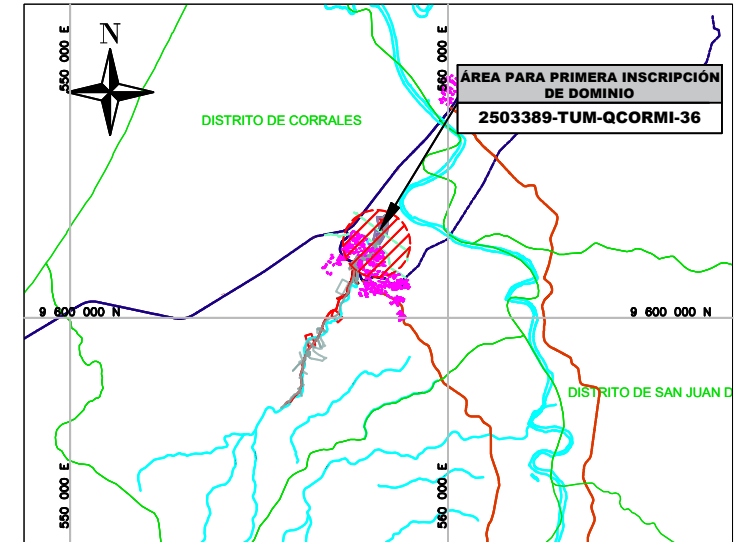 N
550 000 E
560 000 E
ÁREA PARA PRIMERA INSCRIPCIÓN
DE DOMINIO
2503389-TUM-QCORMI-36
DISTRITO DE CORRALES
9 600 000 N
9 600 000 N
DISTRITO DE SAN JUAN D
550 000 E
560 000 E